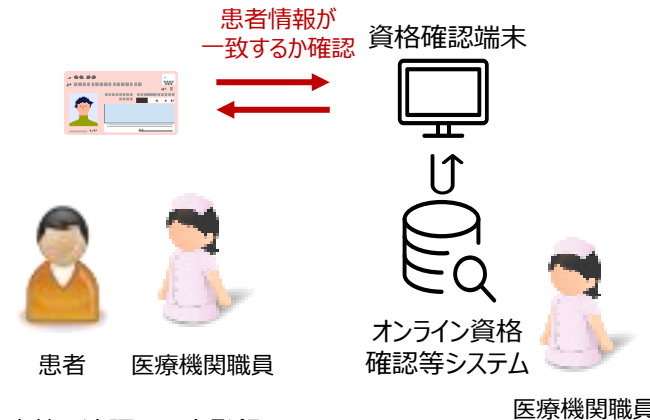 患者情報が
一致するか確認
資格確認端末
患者
医療機関職員
オンライン資格
確認等システム
医療機関職員